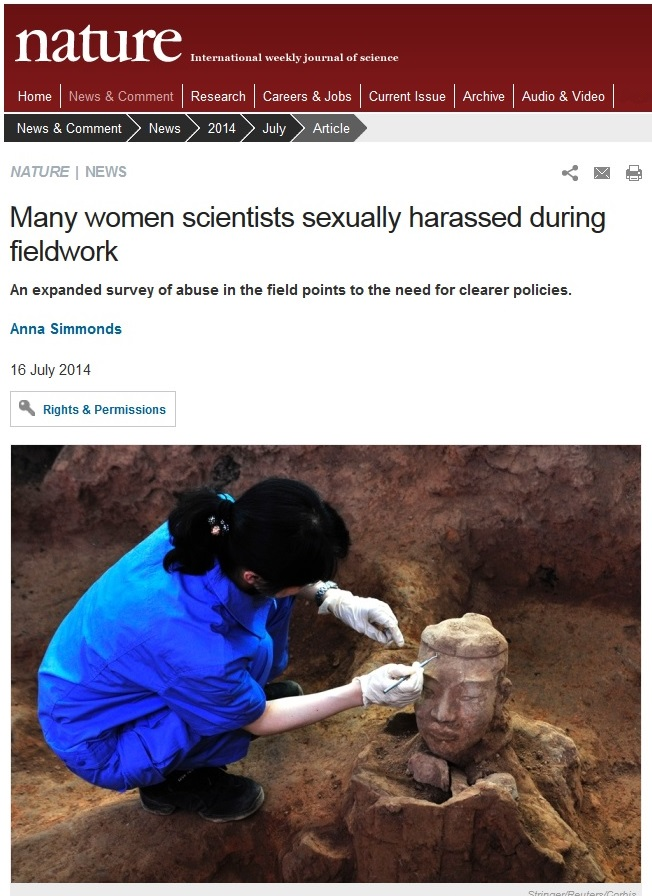 nature International weekly journal of science
Home News & Comment Research Careers & Jobs Current Issue Archive Audio & Video
News & Comment News 2014 July Article
NATURE | NEWS
Many women scientists sexually harassed during
fieldwork
An expanded survey of abuse in the field points to the need for clearer policies.
Anna Simmonds
16 July 2014
Rights & Permissions
Stringer/Reuters/Corbis